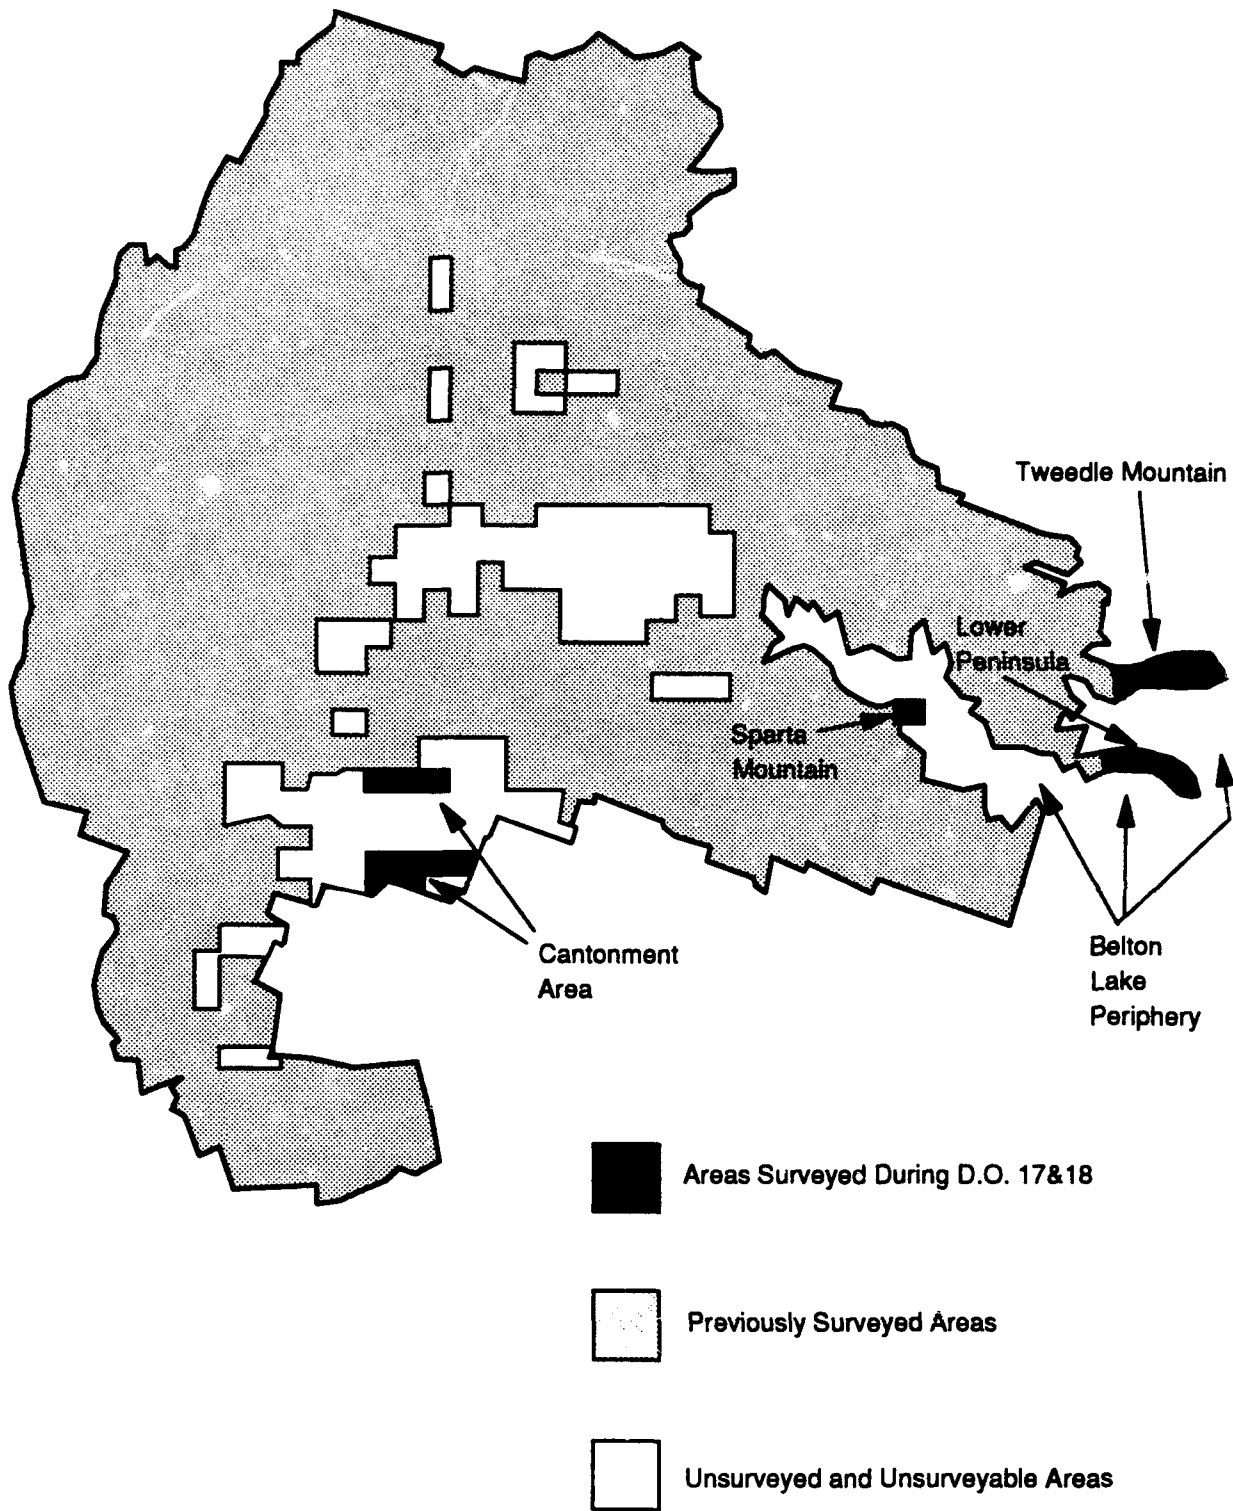 Tweedle Mountain
Lower
Peninsula
Sparta
Mountain
Cantonment
Area
Belton
Lake
Periphery
Areas Surveyed During D.O. 17&18
Previously Surveyed Areas
Unsurveyed and Unsurveyable Areas